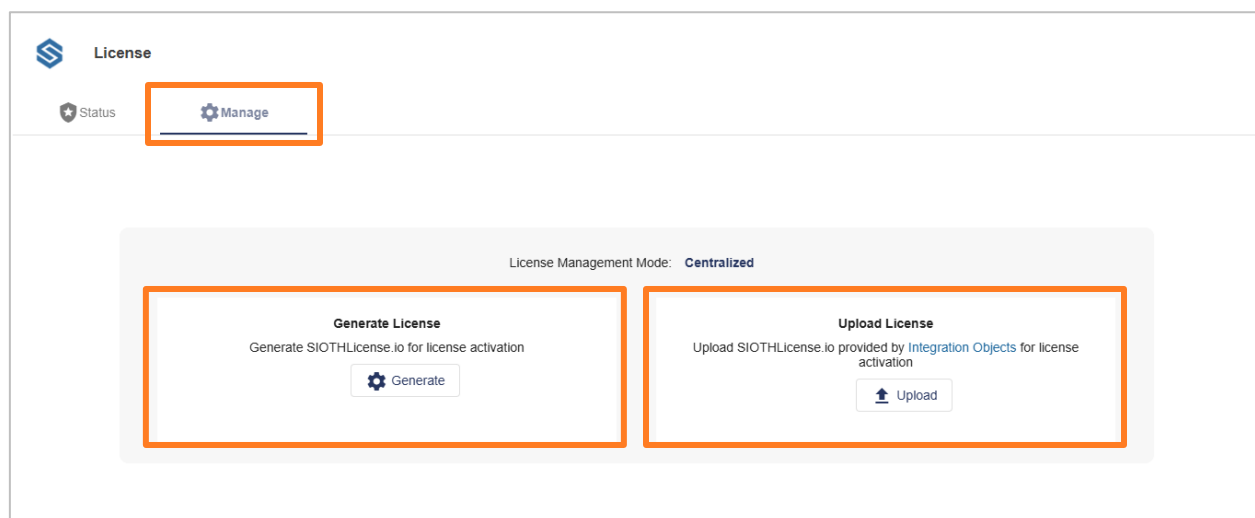 License
Status
Manage
License Management Mode: Centralized
Generate License
Generate SIOTHLicense.io for license activation
Generate
Upload License
Upload SIOTHLicense.io provided by Integration Objects for license
activation
Upload